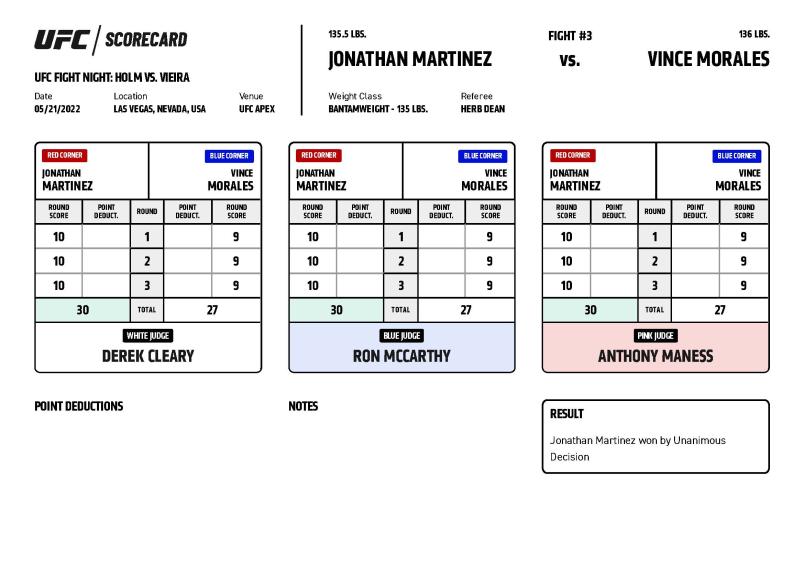 UFC / SCORECARD
UFC FIGHT NIGHT: HOLM VS. VIEIRA
Date Location Venue
05/21/2022 LAS VEGAS, NEVADA, USA UFC APEX
135.5 LBS. FIGHT #3 136 LBS.
JONATHAN MARTINEZ VS. VINCE MORALES
Weight Class Referee
BANTAMWEIGHT - 135 LBS. HERB DEAN
RED CORNER BLUE CORNER
JONATHAN VINCE
MARTINEZ MORALES
ROUND SCORE POINT DEDUCT. ROUND POINT DEDUCT. ROUND SCORE
10 1 9
10 2 9
10 3 9
30 TOTAL 27
WHITE JUDGE
DEREK CLEARY
RED CORNER BLUE CORNER
JONATHAN VINCE
MARTINEZ MORALES
ROUND SCORE POINT DEDUCT. ROUND POINT DEDUCT. ROUND SCORE
10 1 9
10 2 9
10 3 9
30 TOTAL 27
BLUE JUDGE
RON MCCARTHY
RED CORNER BLUE CORNER
JONATHAN VINCE
MARTINEZ MORALES
ROUND SCORE POINT DEDUCT. ROUND POINT DEDUCT. ROUND SCORE
10 1 9
10 2 9
10 3 9
30 TOTAL 27
PINK JUDGE
ANTHONY MANESS
POINT DEDUCTIONS
NOTES
RESULT
Jonathan Martinez won by Unanimous
Decision